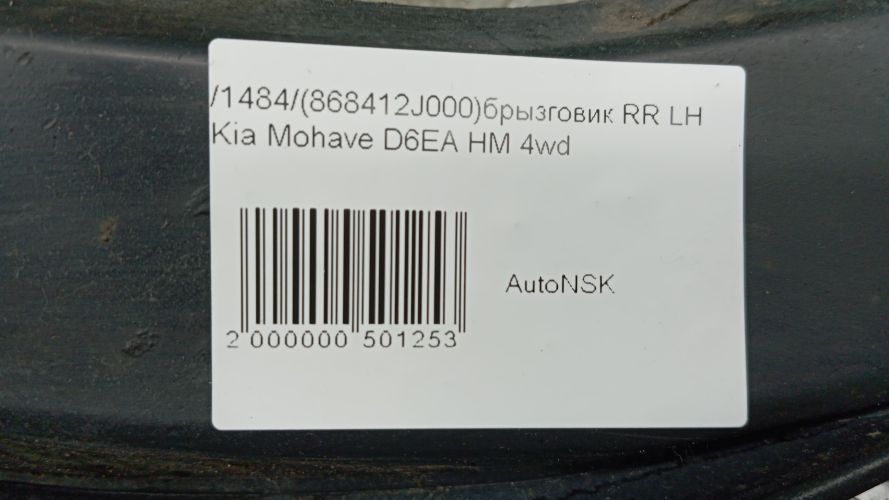 /1484/(868412J000)брызговик RR LH
Kia Mohave D6EA HM 4wd
AutoNSK
2 000000 501253